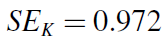 SE_K = 0.972